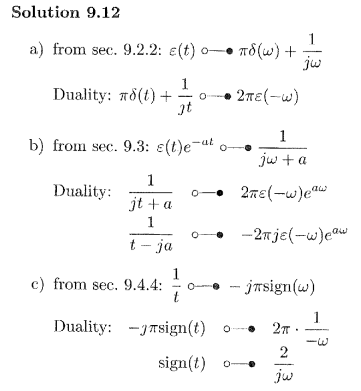 Solution 9.12
a) from sec. 9.2.2: ε(t) ○—● πδ(ω) + 1/jω
Duality: πδ(t) + 1/jt ○—● 2πε(−ω)
b) from sec. 9.3: ε(t)e^{−at} ○—● 1/(jω + a)
Duality: 1/(jt + a) ○—● 2πε(−ω)e^{aω}
1/(t − ja) ○—● −2πjε(−ω)e^{aω}
c) from sec. 9.4.4: 1/t ○—● − jπsign(ω)
Duality: −jπsign(t) ○—● 2π · 1/−ω
sign(t) ○—● 2/jω